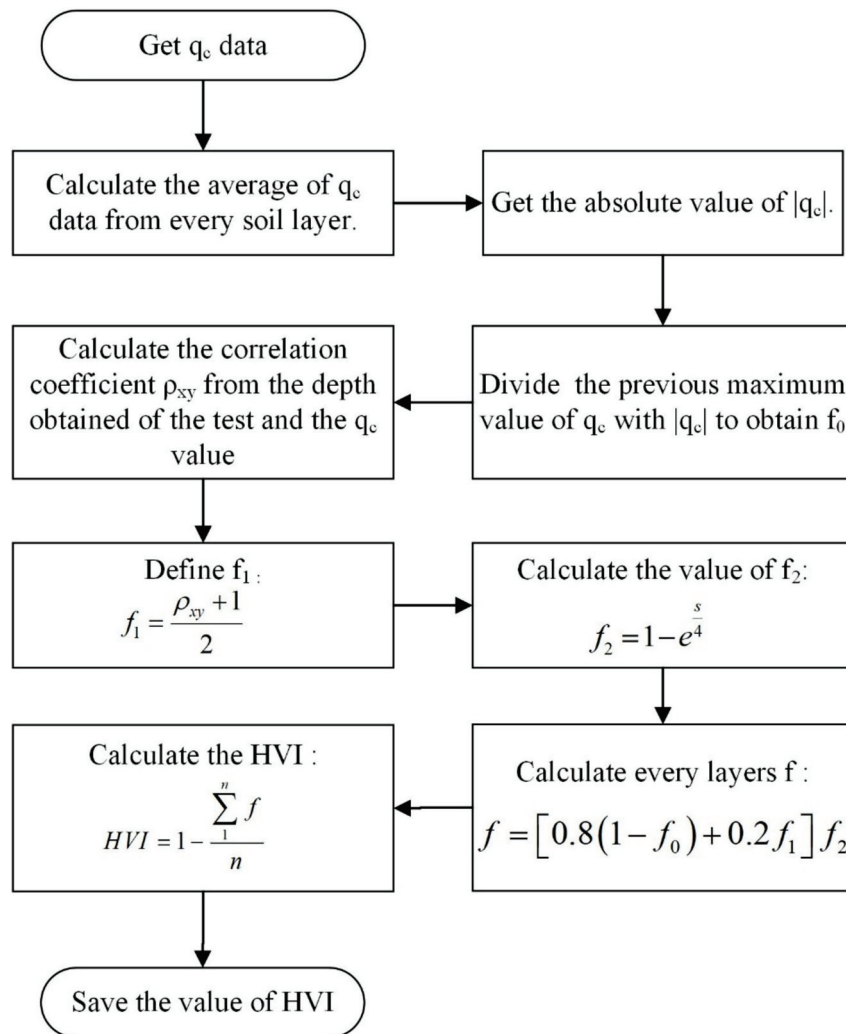 Get q_c data
Calculate the average of q_c
data from every soil layer.
Get the absolute value of |q_c|.
Divide the previous maximum
value of q_c with |q_c| to obtain f_0
Calculate the correlation
coefficient ρ_xy from the depth
obtained of the test and the q_c
value
Define f_1 :
f_1 = (ρ_xy + 1) / 2
Calculate the value of f_2:
f_2 = 1 - e^(s/4)
Calculate every layers f :
f = [0.8(1 - f_0) + 0.2 f_1] f_2
Calculate the HVI :
HVI = 1 - (∑_1^n f) / n
Save the value of HVI